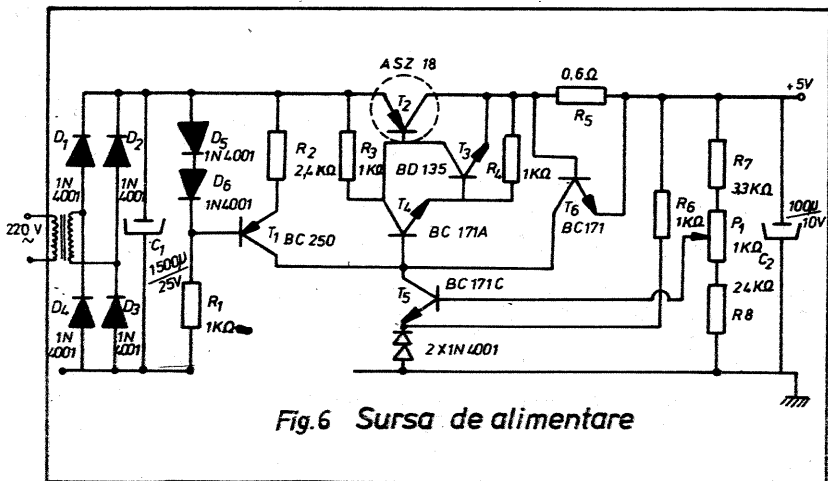 ASZ 18
T2
0,6Ω
R5
+5V
D1
1N
4001
D2
1N
4001
D5
1N4001
D6
1N4001
R2
2,4KΩ
R3
1KΩ
BD 135
T3
R4
1KΩ
T4
BC 171A
T6
BC171
R6
1KΩ
R7
33KΩ
P1
1KΩ
C2
100µ
10V
220 V
~
C1
1500µ
25V
T1
BC 250
R1
1KΩ
T5
BC 171C
2 X 1N 4001
24KΩ
R8
D4
1N
4001
D3
1N
4001
Fig.6 Sursa de alimentare